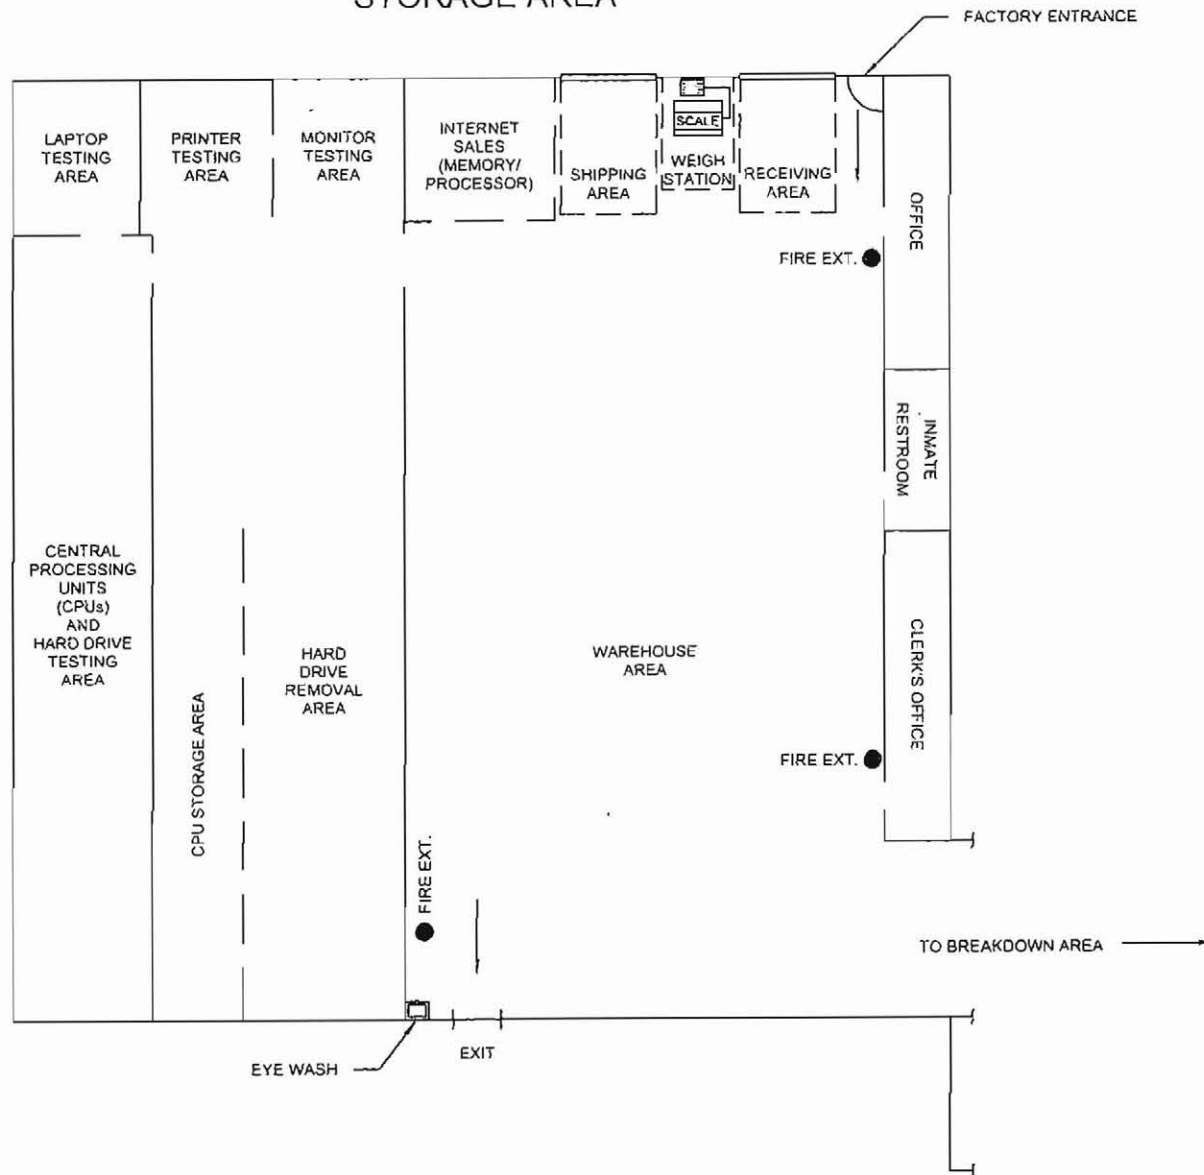 STORAGE AREA
FACTORY ENTRANCE
LAPTOP
TESTING
AREA
PRINTER
TESTING
AREA
MONITOR
TESTING
AREA
INTERNET
SALES
(MEMORY/
PROCESSOR)
SHIPPING
AREA
SCALE
WEIGH
STATION
RECEIVING
AREA
OFFICE
FIRE EXT.
INMATE
RESTROOM
CENTRAL
PROCESSING
UNITS
(CPUs)
AND
HARD DRIVE
TESTING
AREA
CPU STORAGE AREA
HARD
DRIVE
REMOVAL
AREA
WAREHOUSE
AREA
CLERK'S OFFICE
FIRE EXT.
FIRE EXT.
TO BREAKDOWN AREA
EYE WASH
EXIT